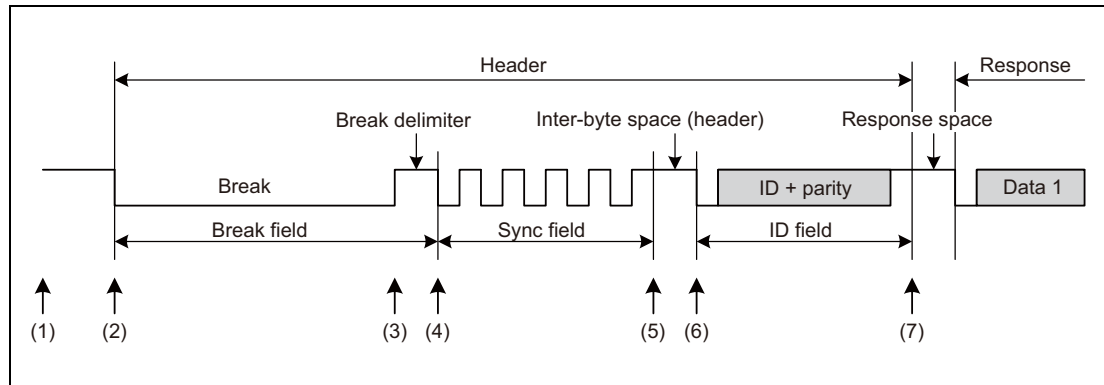 Header
Response
Break delimiter
Inter-byte space (header)
Response space
Break
ID + parity
Data 1
Break field
Sync field
ID field
(1)
(2)
(3)
(4)
(5)
(6)
(7)